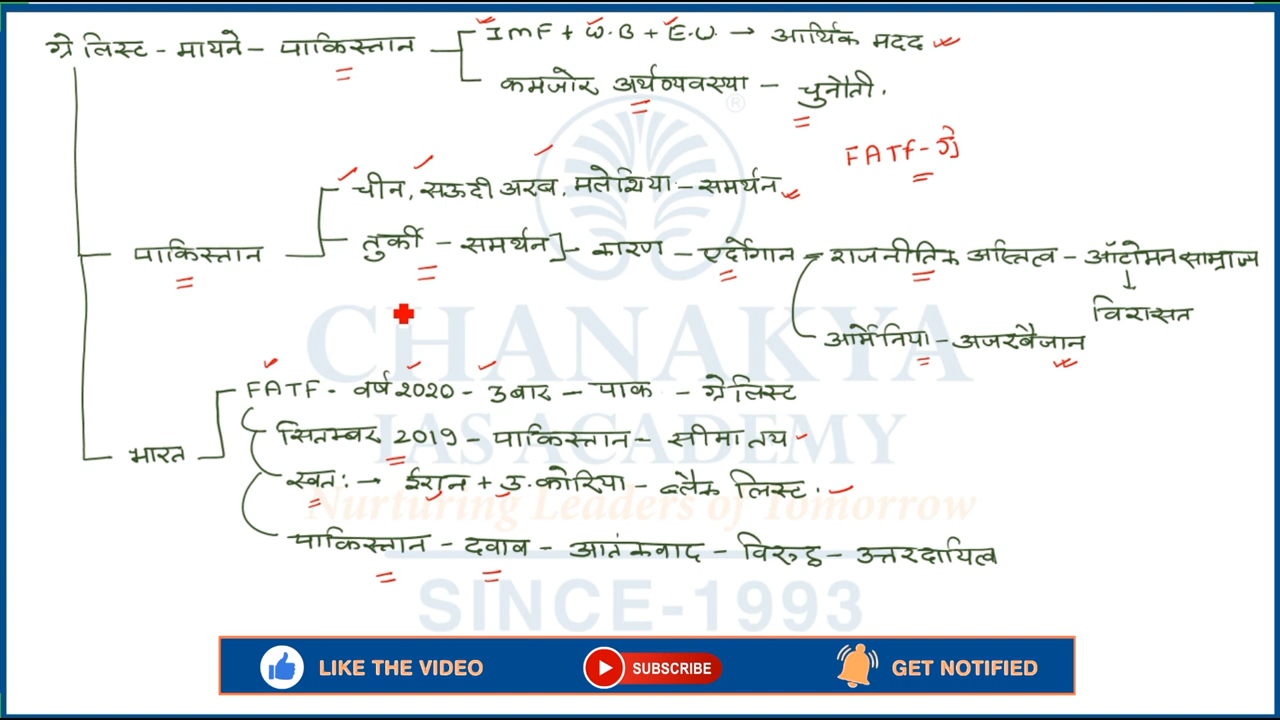 ग्रे लिस्ट - मायने - पाकिस्तान
IMF + W.B + E.U. → आर्थिक मदद
कमजोर अर्थव्यवस्था - चुनौती.
®
FATF - ग्रे
चीन, सऊदी अरब, मलेशिया - समर्थन
पाकिस्तान
तुर्की - समर्थन] - कारण - एर्दोगान - राजनीतिक अस्तित्व - ऑटोमन साम्राज्य
↓
विरासत
आर्मेनिया - अजरबैजान
CHANAKYA
IAS ACADEMY
Nurturing Leaders of Tomorrow
SINCE-1993
भारत
FATF - वर्ष 2020 - 3 बार - पाक - ग्रे लिस्ट
सितम्बर 2019 - पाकिस्तान - सीमा तय
स्वतः → ईरान + उ. कोरिया - ब्लैक लिस्ट.
पाकिस्तान - दवाब - आतंकवाद - विरुद्ध - उत्तरदायित्व
LIKE THE VIDEO
SUBSCRIBE
GET NOTIFIED